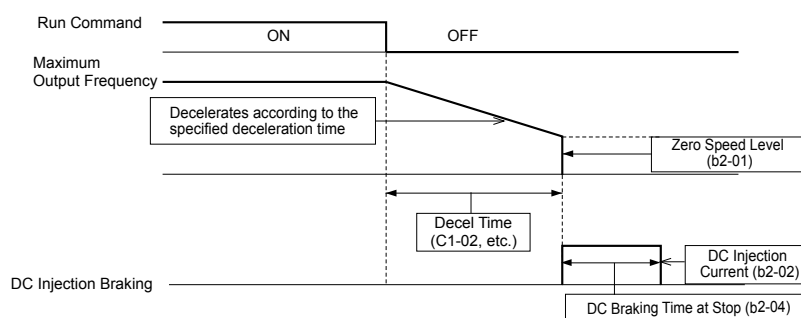 Run Command
ON
OFF
Maximum
Output Frequency
Decelerates according to the
specified deceleration time
Zero Speed Level
(b2-01)
Decel Time
(C1-02, etc.)
DC Injection
Current (b2-02)
DC Injection Braking
DC Braking Time at Stop (b2-04)